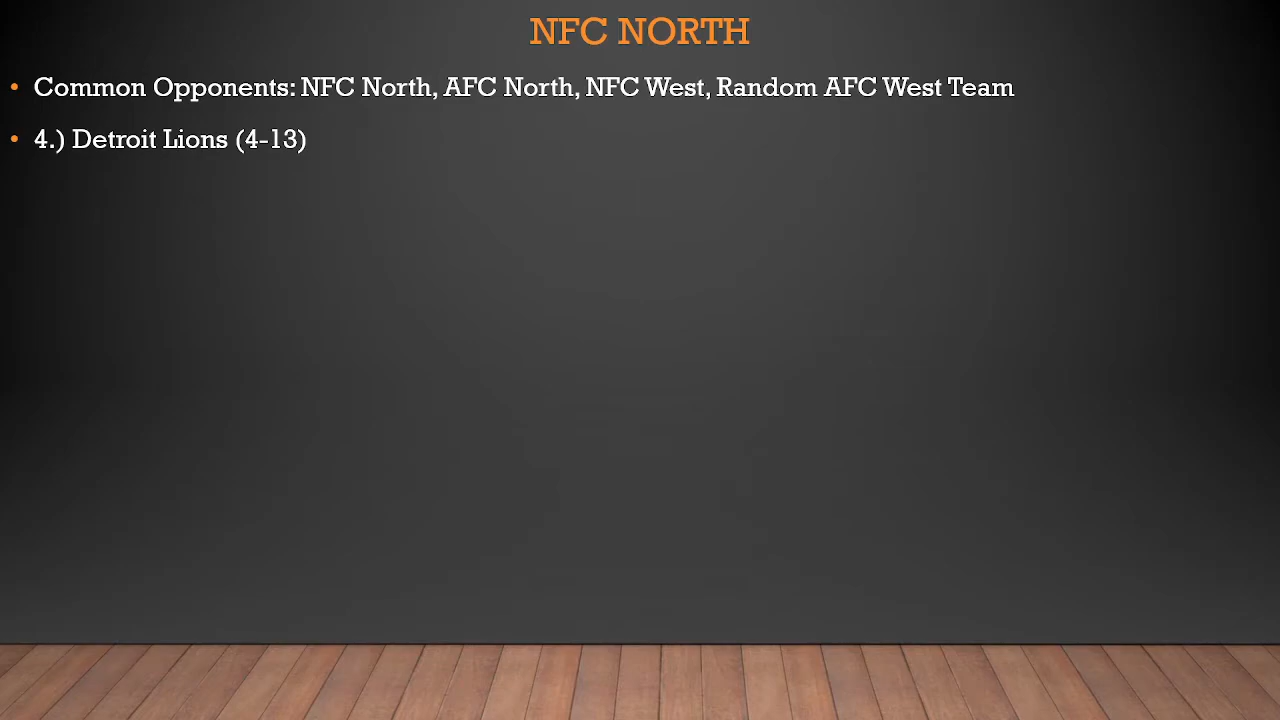 NFC NORTH
• Common Opponents: NFC North, AFC North, NFC West, Random AFC West Team
• 4.) Detroit Lions (4-13)